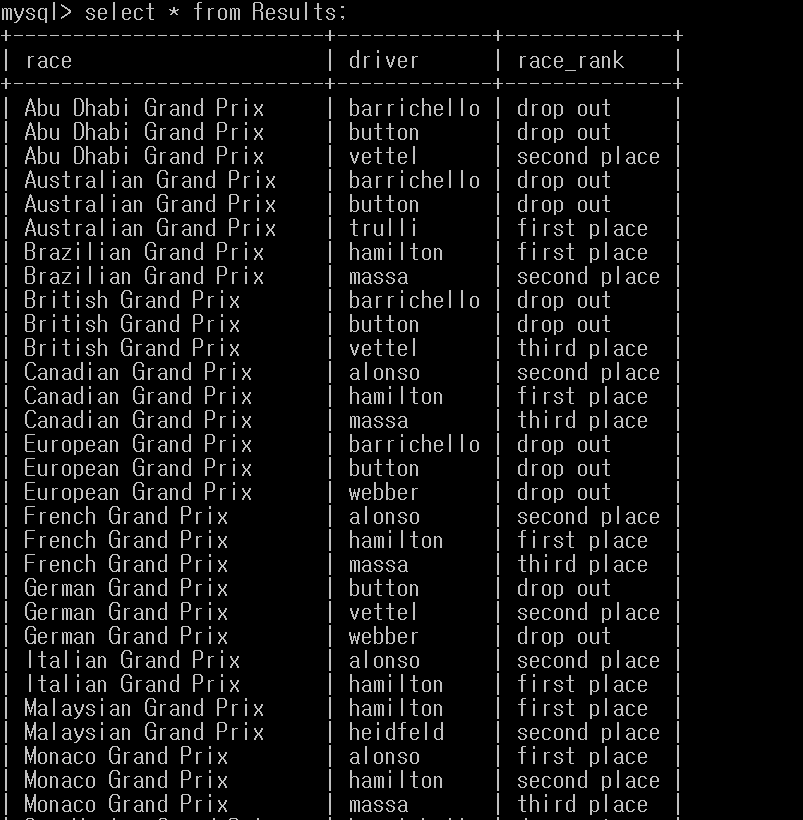 mysql> select * from Results;
+--------------------------+-------------+--------------+
| race | driver | race_rank |
+--------------------------+-------------+--------------+
| Abu Dhabi Grand Prix | barrichello | drop out |
| Abu Dhabi Grand Prix | button | drop out |
| Abu Dhabi Grand Prix | vettel | second place |
| Australian Grand Prix | barrichello | drop out |
| Australian Grand Prix | button | drop out |
| Australian Grand Prix | trulli | first place |
| Brazilian Grand Prix | hamilton | first place |
| Brazilian Grand Prix | massa | second place |
| British Grand Prix | barrichello | drop out |
| British Grand Prix | button | drop out |
| British Grand Prix | vettel | third place |
| Canadian Grand Prix | alonso | second place |
| Canadian Grand Prix | hamilton | first place |
| Canadian Grand Prix | massa | third place |
| European Grand Prix | barrichello | drop out |
| European Grand Prix | button | drop out |
| European Grand Prix | webber | drop out |
| French Grand Prix | alonso | second place |
| French Grand Prix | hamilton | first place |
| French Grand Prix | massa | third place |
| German Grand Prix | button | drop out |
| German Grand Prix | vettel | second place |
| German Grand Prix | webber | drop out |
| Italian Grand Prix | alonso | second place |
| Italian Grand Prix | hamilton | first place |
| Malaysian Grand Prix | hamilton | first place |
| Malaysian Grand Prix | heidfeld | second place |
| Monaco Grand Prix | alonso | first place |
| Monaco Grand Prix | hamilton | second place |
| Monaco Grand Prix | massa | third place |